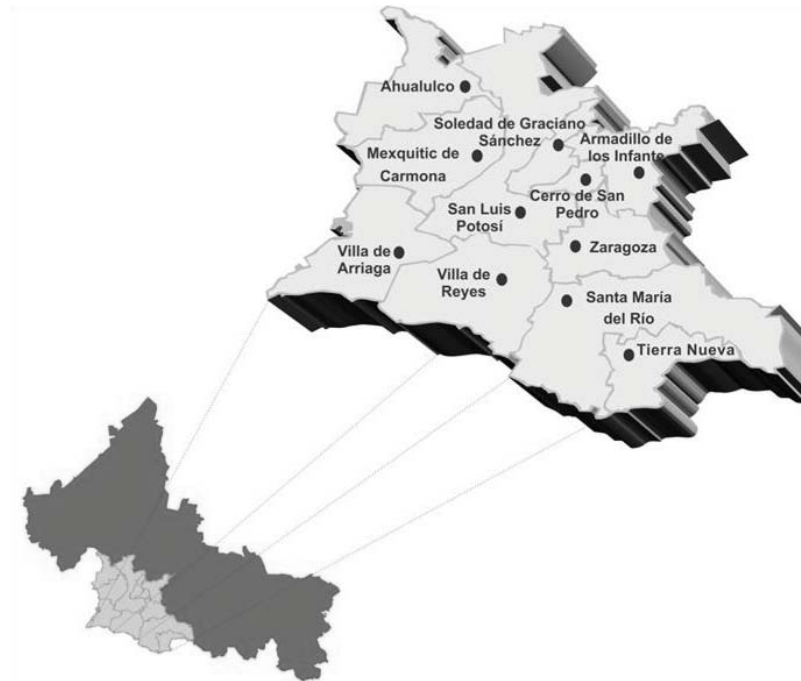 Ahualulco
Soledad de Graciano
Sánchez
Armadillo de
los Infante
Mexquitic de
Carmona
Cerro de San
Pedro
San Luis
Potosí
Zaragoza
Villa de
Arriaga
Villa de
Reyes
Santa María
del Río
Tierra Nueva